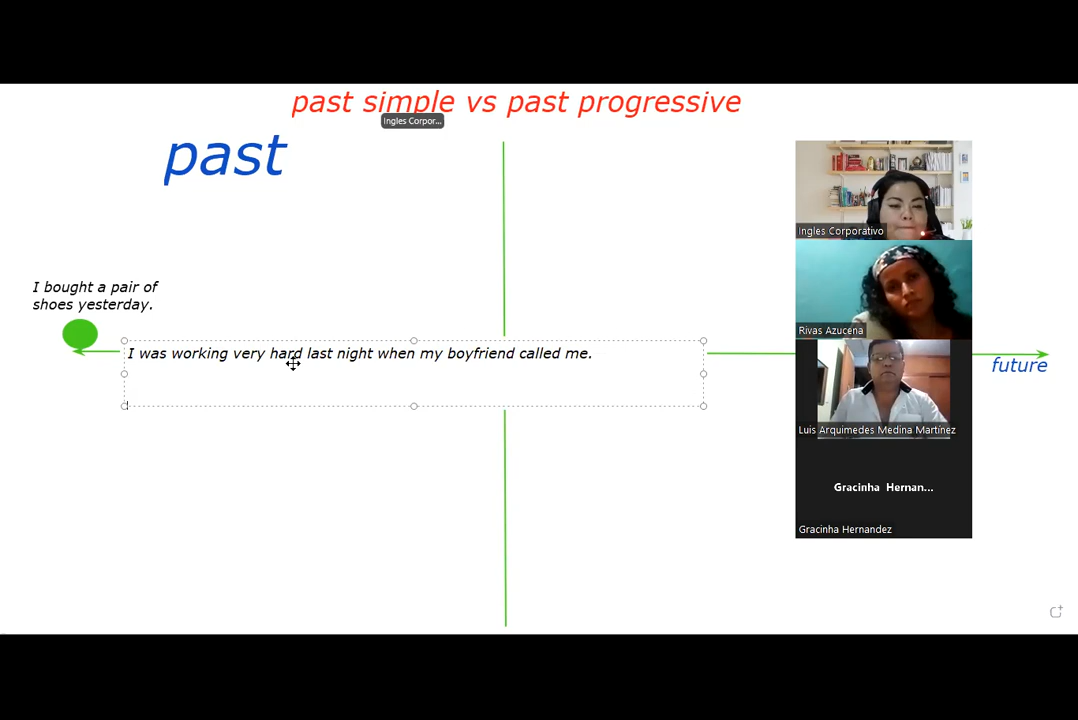 past simple vs past progressive
Ingles Corpor...
past
I bought a pair of
shoes yesterday.
I was working very hard last night when my boyfriend called me.
future
Ingles Corporativo
Rivas Azucena
Luis Arquimedes Medina Martínez
Gracinha Hernan...
Gracinha Hernandez